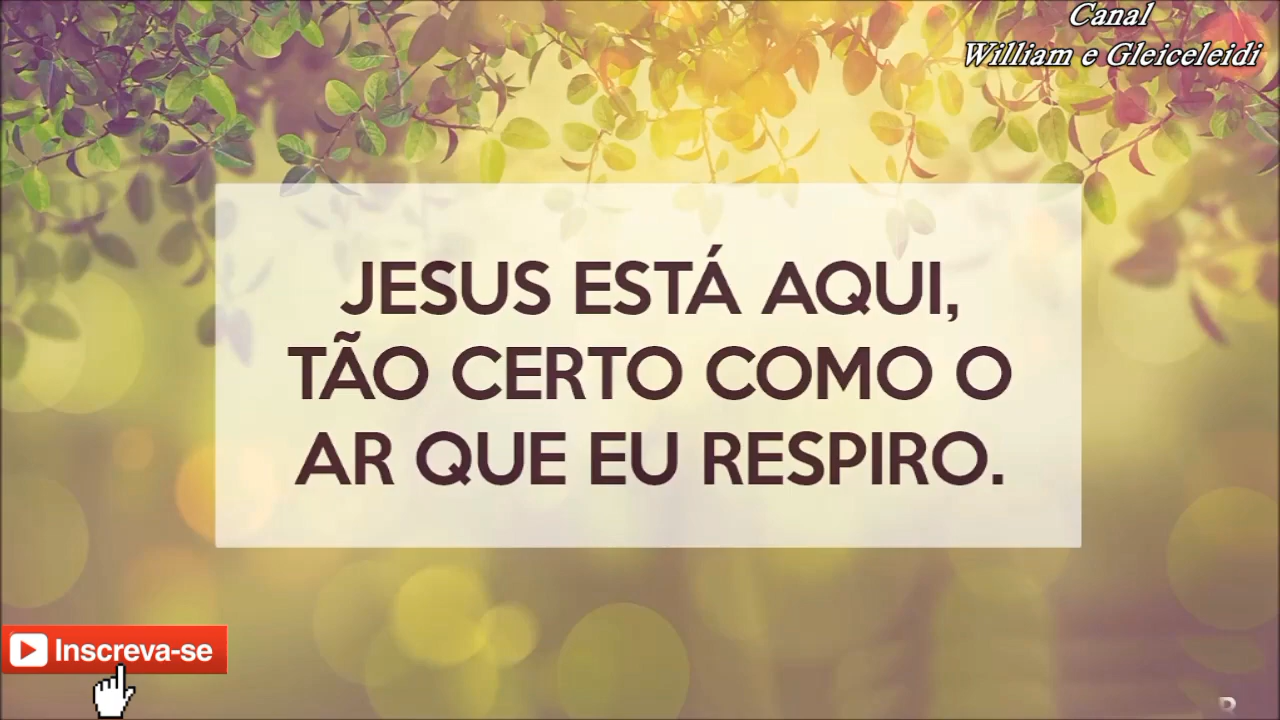 Canal
William e Gleiceleidi
JESUS ESTÁ AQUI,
TÃO CERTO COMO O
AR QUE EU RESPIRO.
Inscreva-se